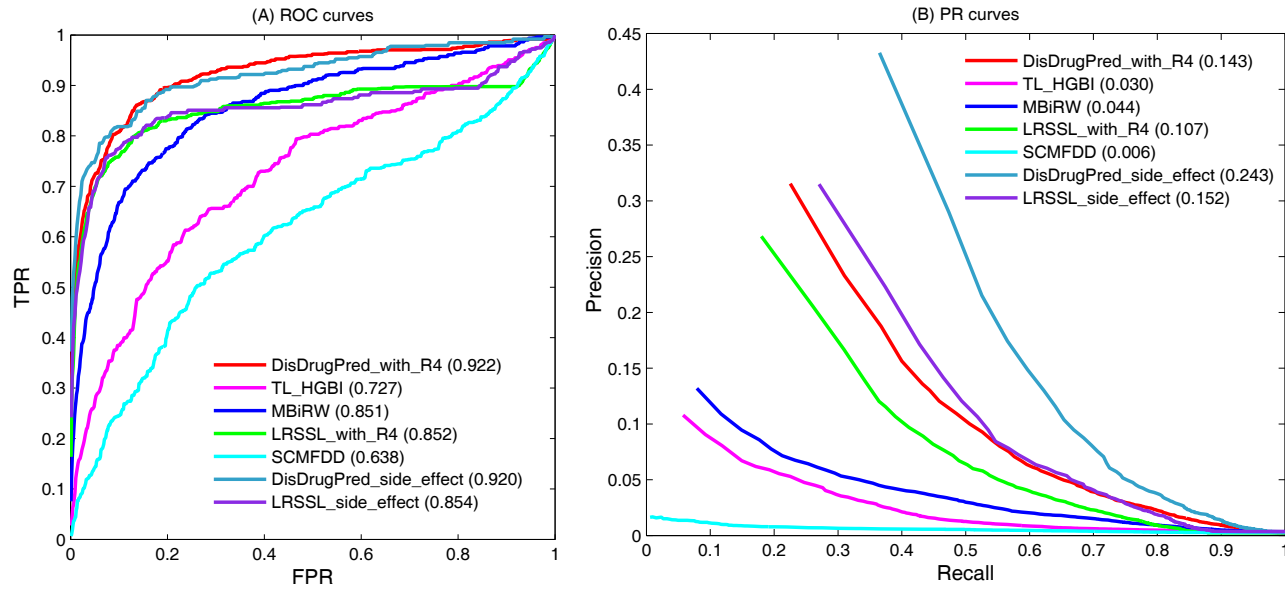 (A) ROC curves
1
0.9
0.8
0.7
0.6
0.5
0.4
0.3
0.2
0.1
0
TPR
0
0.2
0.4
0.6
0.8
1
FPR
DisDrugPred_with_R4 (0.922)
TL_HGBI (0.727)
MBiRW (0.851)
LRSSL_with_R4 (0.852)
SCMFDD (0.638)
DisDrugPred_side_effect (0.920)
LRSSL_side_effect (0.854)
(B) PR curves
0.45
0.4
0.35
0.3
0.25
0.2
0.15
0.1
0.05
0
Precision
0
0.1
0.2
0.3
0.4
0.5
0.6
0.7
0.8
0.9
1
Recall
DisDrugPred_with_R4 (0.143)
TL_HGBI (0.030)
MBiRW (0.044)
LRSSL_with_R4 (0.107)
SCMFDD (0.006)
DisDrugPred_side_effect (0.243)
LRSSL_side_effect (0.152)